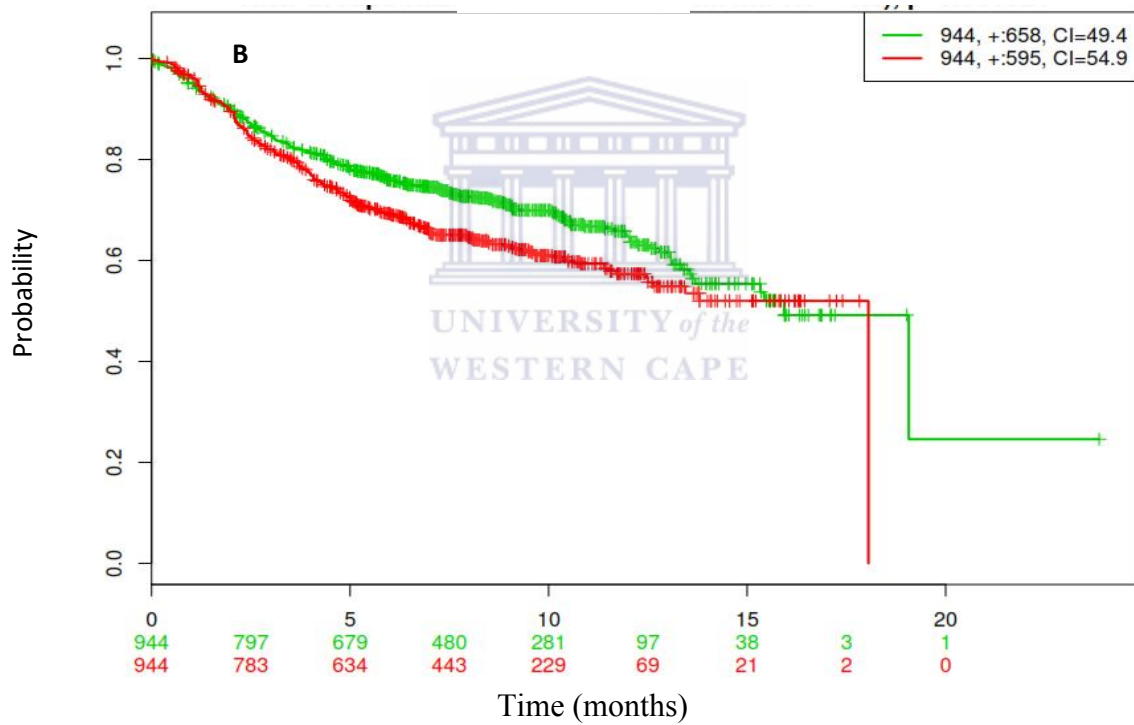 B
944, +:658, CI=49.4
944, +:595, CI=54.9
Probability
1.0
0.8
0.6
0.4
0.2
0.0
UNIVERSITY of the
WESTERN CAPE
0 5 10 15 20
944 797 679 480 281 97 38 3 1
944 783 634 443 229 69 21 2 0
Time (months)